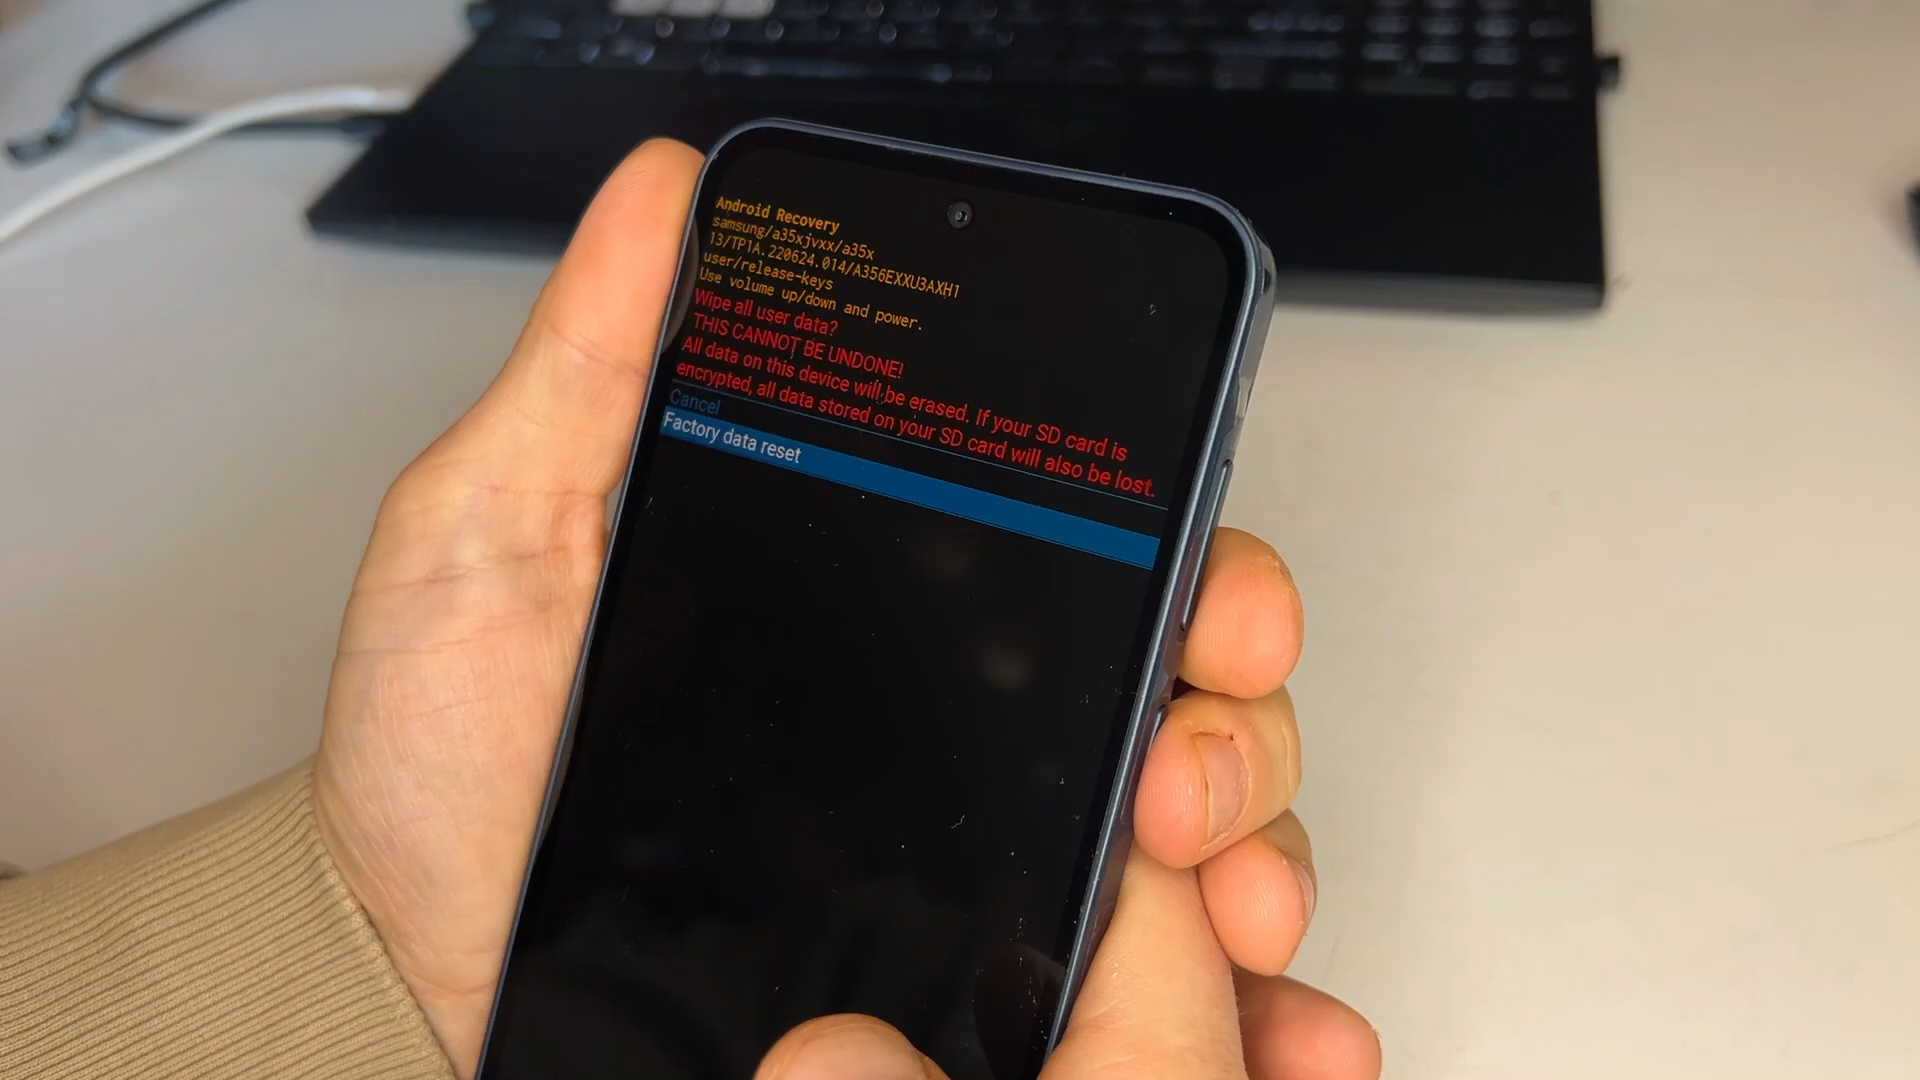 Android Recovery
samsung/a35xjvxx/a35x
13/TP1A.220624.014/A356EXXU3AXH1
user/release-keys
Use volume up/down and power.
Wipe all user data?
THIS CANNOT BE UNDONE!
All data on this device will be erased. If your SD card is
encrypted, all data stored on your SD card will also be lost.
Cancel
Factory data reset